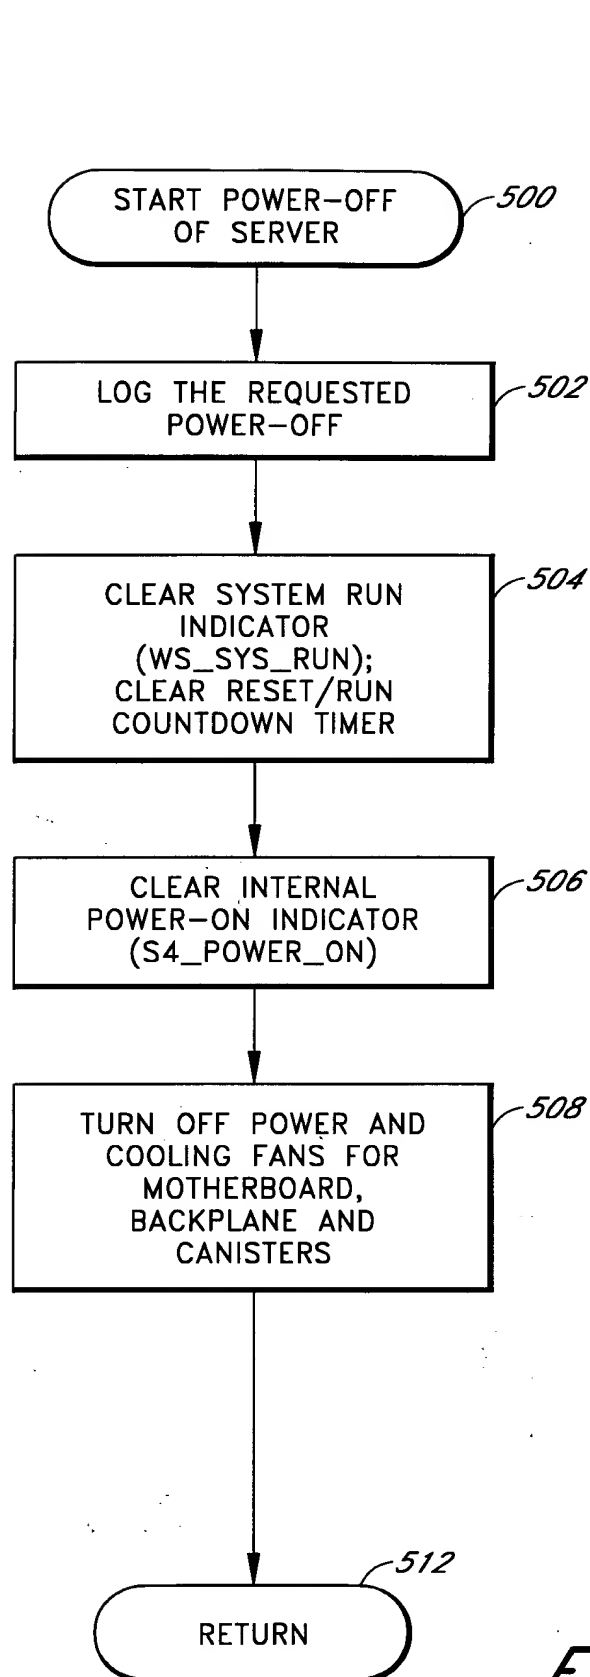 START POWER-OFF
OF SERVER
500
LOG THE REQUESTED
POWER-OFF
502
CLEAR SYSTEM RUN
INDICATOR
(WS_SYS_RUN);
CLEAR RESET/RUN
COUNTDOWN TIMER
504
CLEAR INTERNAL
POWER-ON INDICATOR
(S4_POWER_ON)
506
TURN OFF POWER AND
COOLING FANS FOR
MOTHERBOARD,
BACKPLANE AND
CANISTERS
508
512
RETURN